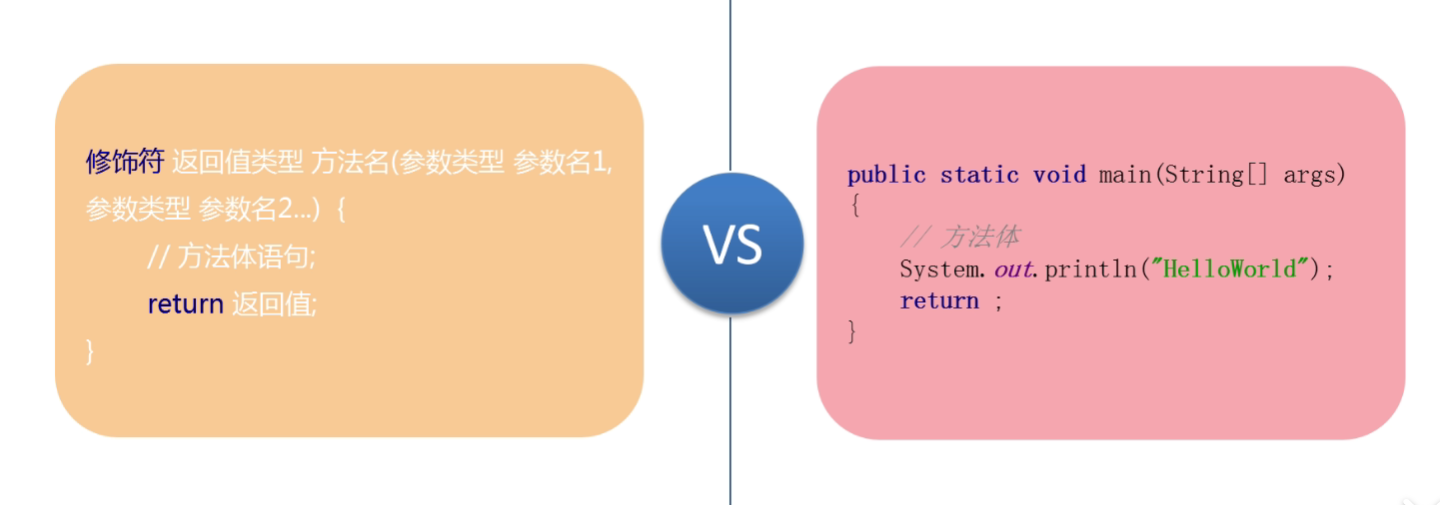 修饰符 返回值类型 方法名(参数类型 参数名1,
参数类型 参数名2...) {
// 方法体语句;
return 返回值;
}
VS
public static void main(String[] args)
{
// 方法体
System.out.println("HelloWorld");
return ;
}